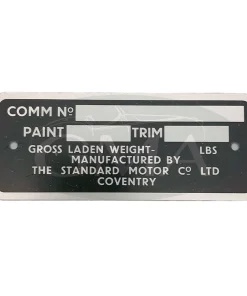 COMM Nº
PAINT TRIM
GROSS LADEN WEIGHT- LBS
MANUFACTURED BY
THE STANDARD MOTOR Cº LTD
COVENTRY